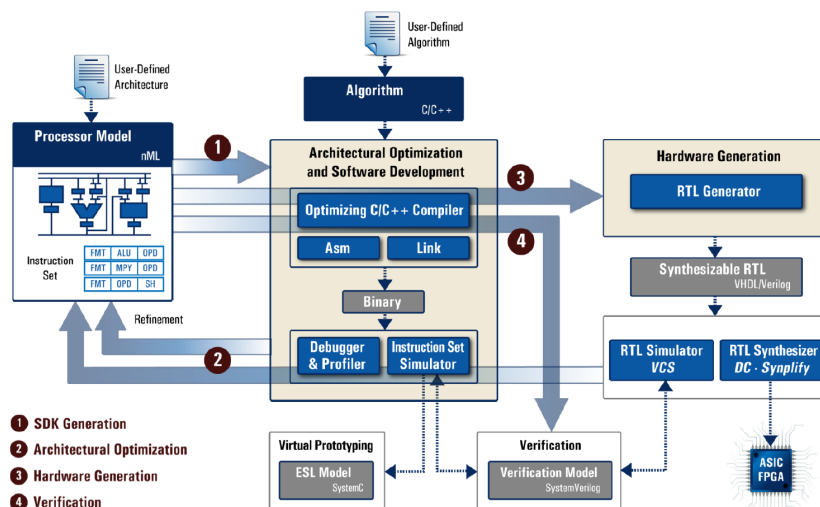 User-Defined
Algorithm
User-Defined
Architecture
Algorithm
C/C++
Processor Model
nML
Instruction
Set
FMT ALU OPD
FMT MPY OPD
FMT OPD SH
1
Architectural Optimization
and Software Development
Optimizing C/C++ Compiler
Asm
Link
Binary
Debugger
& Profiler
Instruction Set
Simulator
3
4
Hardware Generation
RTL Generator
Synthesizable RTL
VHDL/Verilog
RTL Simulator
VCS
RTL Synthesizer
DC · Synplify
Refinement
2
1 SDK Generation
2 Architectural Optimization
3 Hardware Generation
4 Verification
Virtual Prototyping
ESL Model
SystemC
Verification
Verification Model
SystemVerilog
ASIC
FPGA